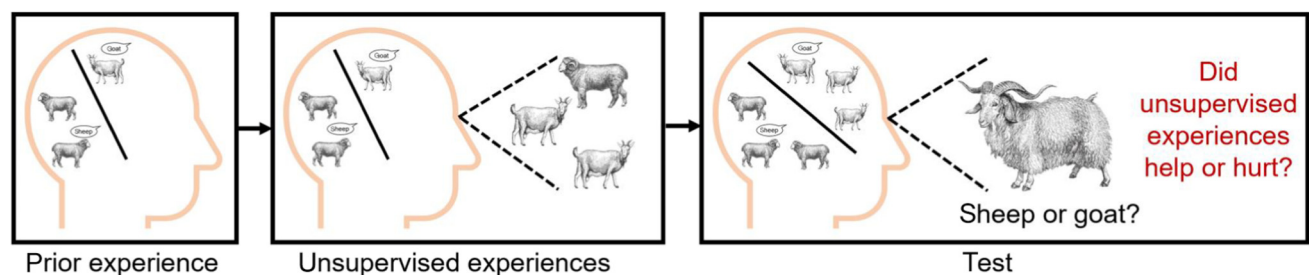 Goat
Sheep
Prior experience
Goat
Sheep
Unsupervised experiences
Goat
Sheep
Sheep or goat?
Did
unsupervised
experiences
help or hurt?
Test